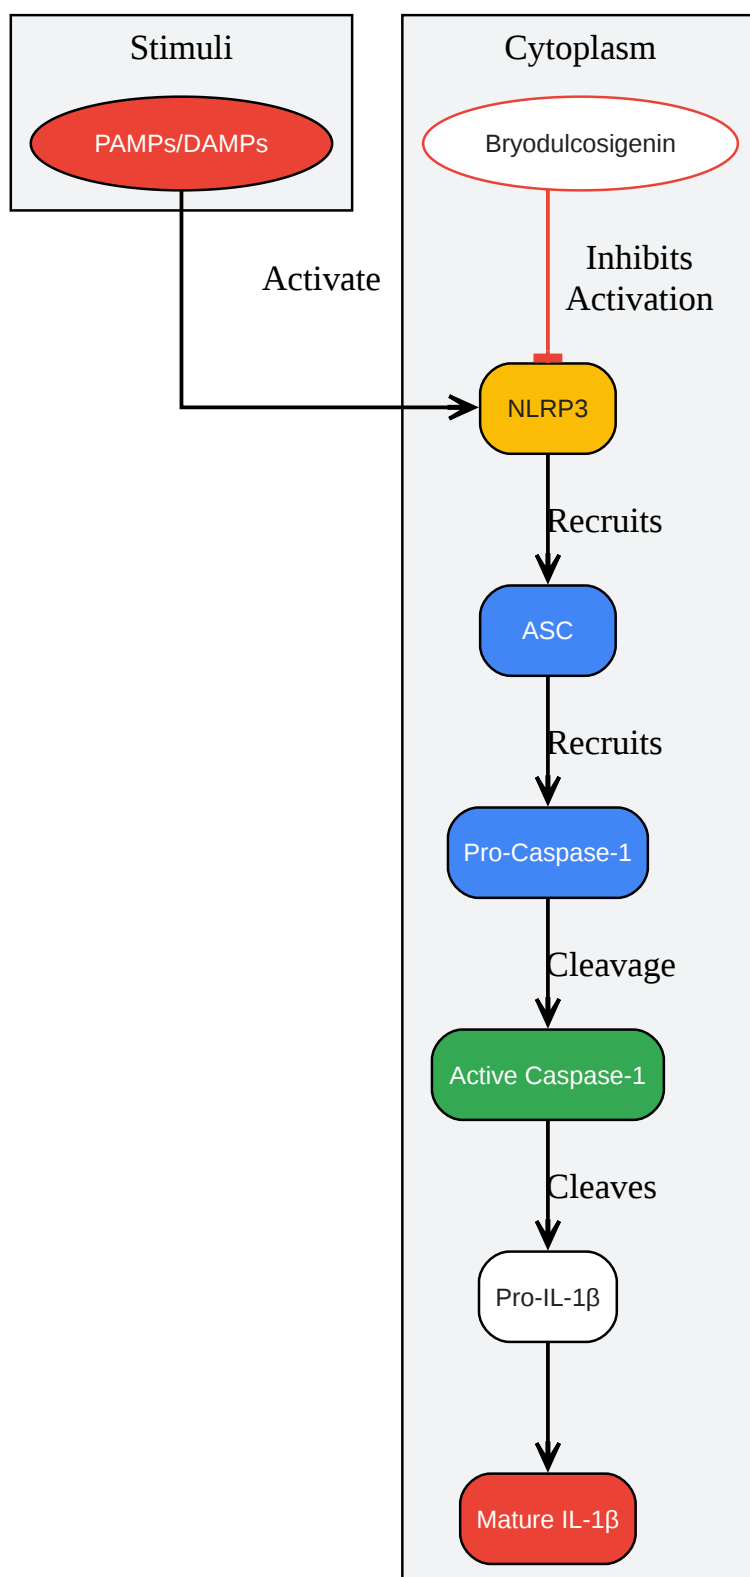 Stimuli
Cytoplasm
PAMPs/DAMPs
Bryodulcosigenin
Activate
Inhibits
Activation
NLRP3
Recruits
ASC
Recruits
Pro-Caspase-1
Cleavage
Active Caspase-1
Cleaves
Pro-IL-1β
Mature IL-1β